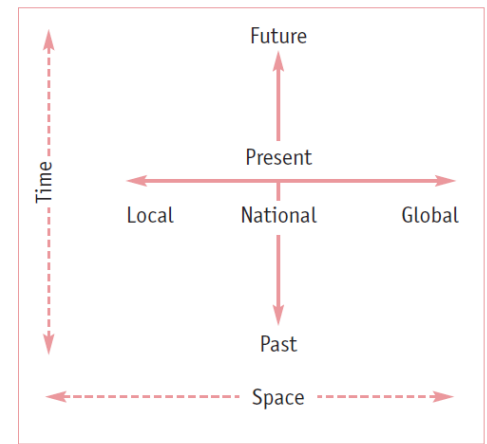 Future
Present
Time
Local National Global
Past
Space